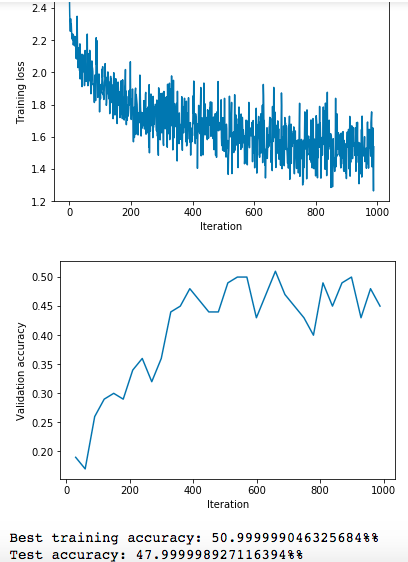 2.4
2.2
2.0
1.8
1.6
1.4
1.2
Training loss
0 200 400 600 800 1000
Iteration
0.50
0.45
0.40
0.35
0.30
0.25
0.20
Validation accuracy
0 200 400 600 800 1000
Iteration
Best training accuracy: 50.999999046325684%%
Test accuracy: 47.999998927116394%%